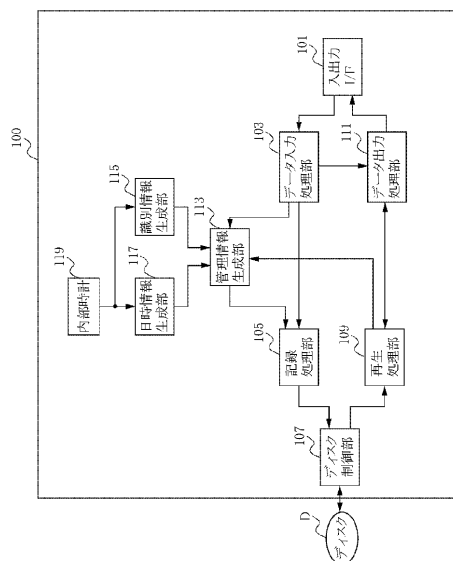 100
119
内部時計
115
識別情報
生成部
117
日時情報
生成部
113
管理情報
生成部
101
入出力
I/F
103
データ入力
処理部
111
データ出力
処理部
105
記録
処理部
109
再生
処理部
107
ディスク
制御部
D
ディスク